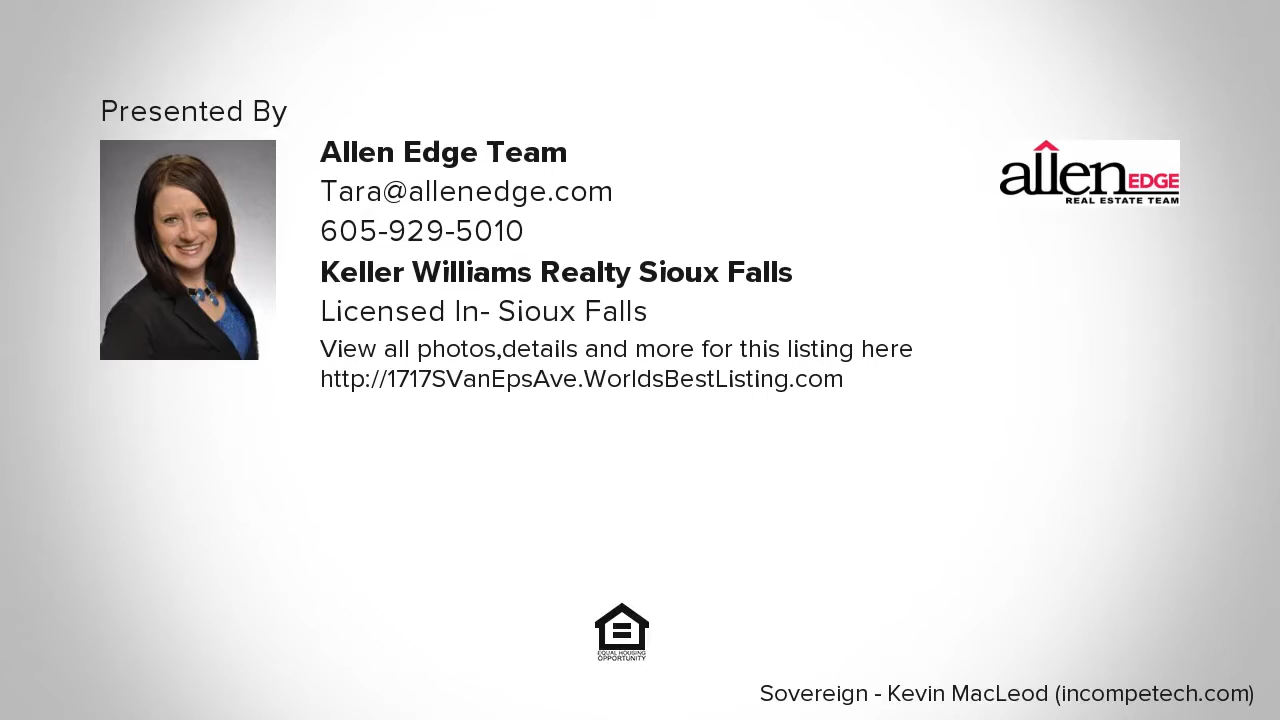 Presented By
Allen Edge Team
Tara@allenedge.com
605-929-5010
Keller Williams Realty Sioux Falls
Licensed In- Sioux Falls
View all photos,details and more for this listing here
http://1717SVanEpsAve.WorldsBestListing.com
allen EDGE
REAL ESTATE TEAM
EQUAL HOUSING
OPPORTUNITY
Sovereign - Kevin MacLeod (incompetech.com)